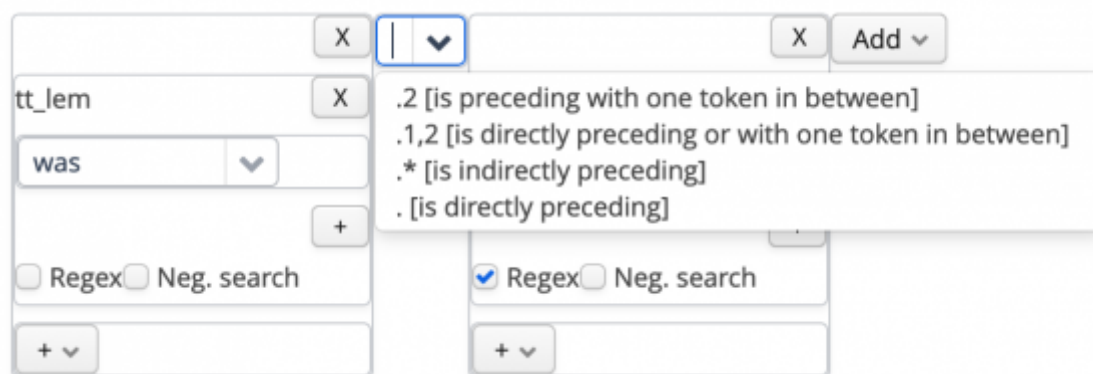 X X Add
tt_lem X
.2 [is preceding with one token in between]
.1,2 [is directly preceding or with one token in between]
was
.* [is indirectly preceding]
. [is directly preceding]
+
Regex Neg. search Regex Neg. search
+ +